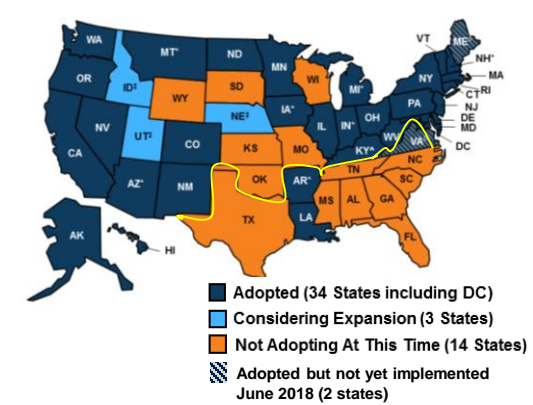 WA
MT*
ND
MN
VT
ME
NH*
OR
ID‡
WY
SD
WI
MI*
NY
MA
RI
CT
NV
UT‡
NE‡
IA*
IL
IN*
OH
PA
NJ
DE
MD
DC
CA
CO
KS
MO
KY^
WV
VA
AZ*
NM
OK
AR*
TN
NC
SC
TX
LA
MS
AL
GA
FL
AK
HI
Adopted (34 States including DC)
Considering Expansion (3 States)
Not Adopting At This Time (14 States)
Adopted but not yet implemented
June 2018 (2 states)